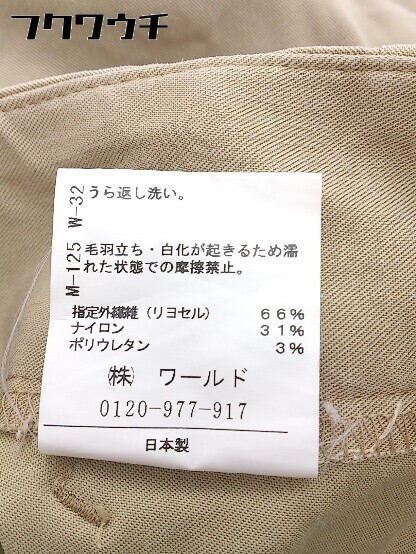 フクワウチ
M-125 W-32
うら返し洗い。
毛羽立ち・白化が起きるため濡
れた状態での摩擦禁止。
指定外繊維（リヨセル） 66%
ナイロン 31%
ポリウレタン 3%
㈱ ワールド
0120-977-917
日本製